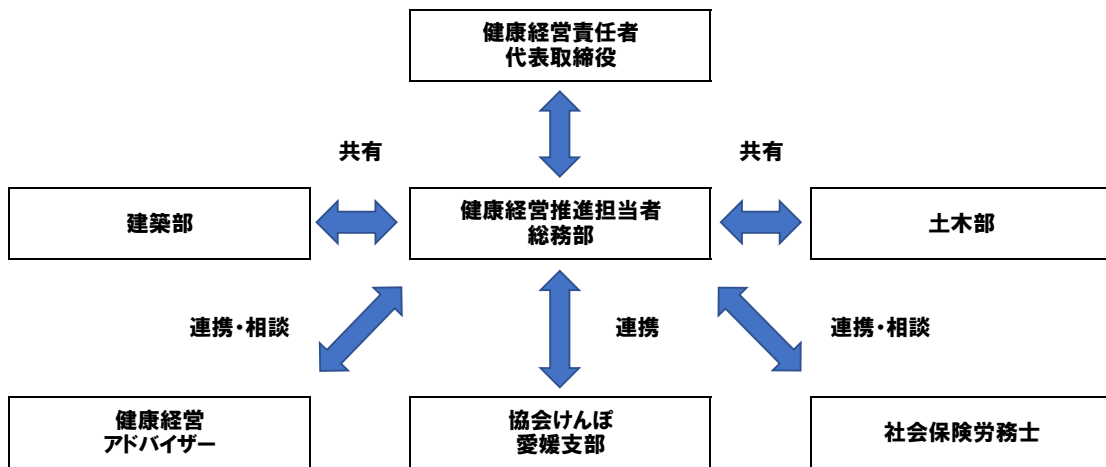 健康経営責任者
代表取締役
共有
共有
建築部
健康経営推進担当者
総務部
土木部
連携・相談
連携
連携・相談
健康経営
アドバイザー
協会けんぽ
愛媛支部
社会保険労務士